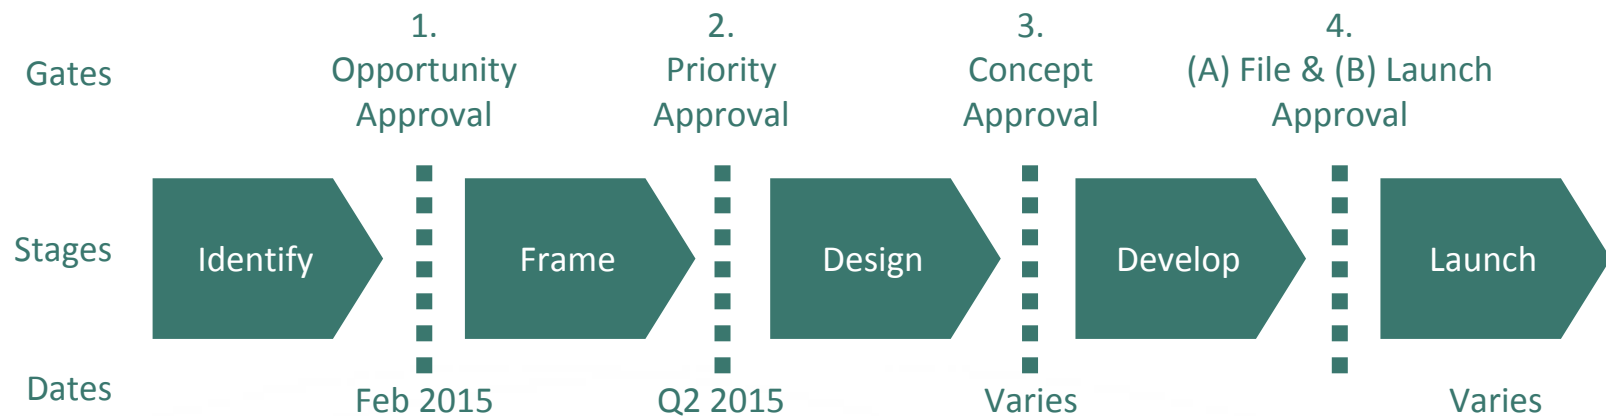 Gates
1.
Opportunity
Approval
2.
Priority
Approval
3.
Concept
Approval
4.
(A) File & (B) Launch
Approval
Stages
Identify
Frame
Design
Develop
Launch
Dates
Feb 2015
Q2 2015
Varies
Varies